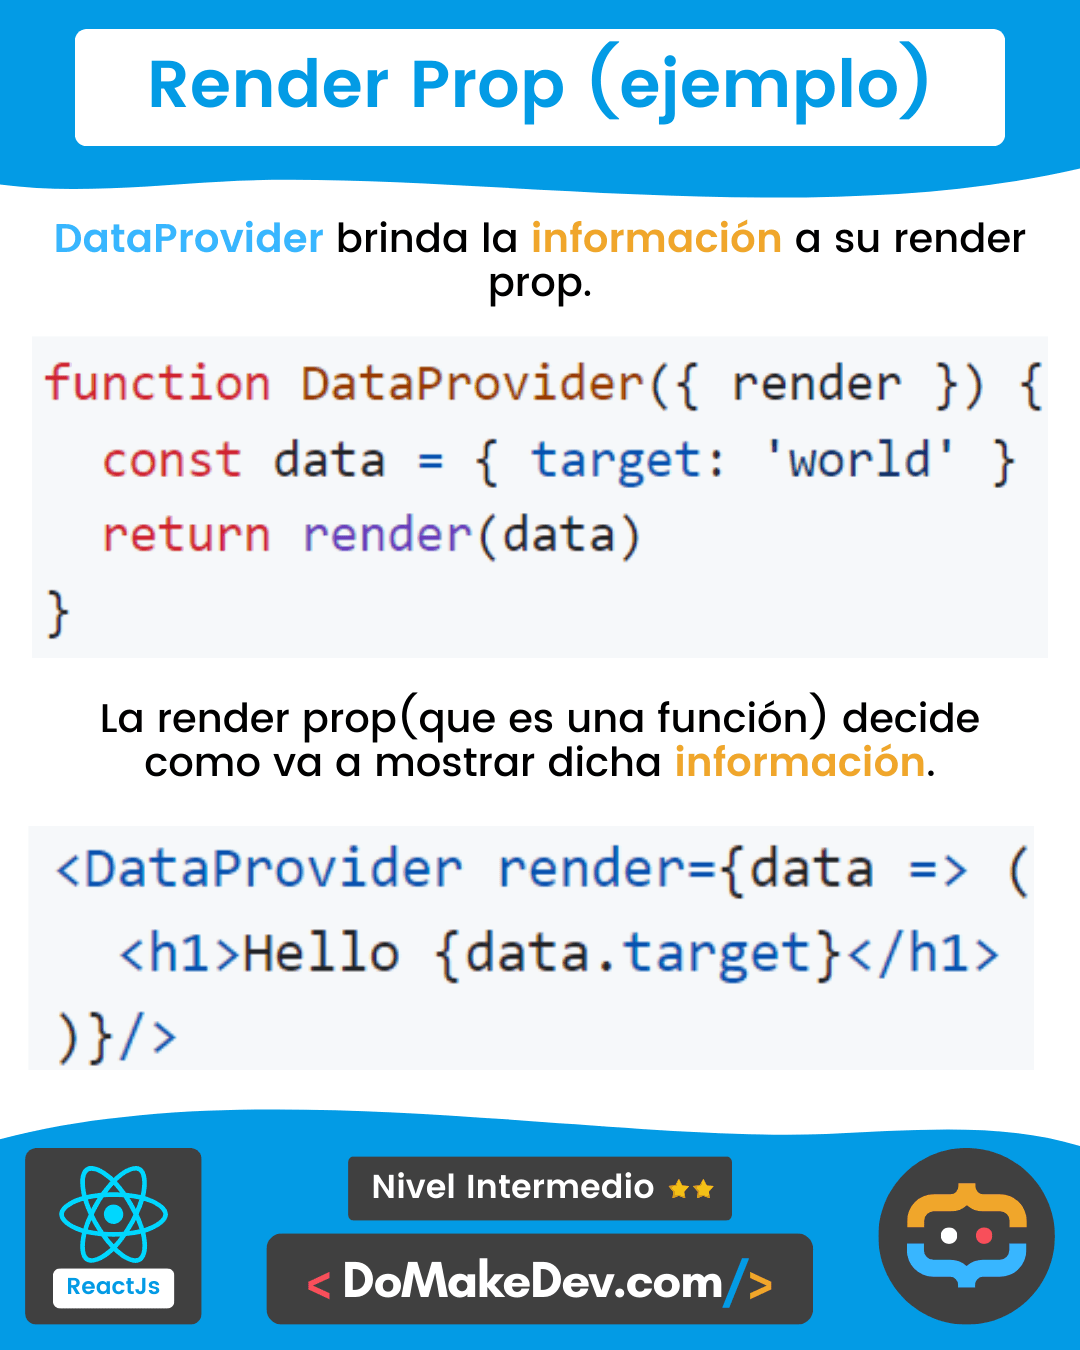 Render Prop (ejemplo)
DataProvider brinda la información a su render
prop.
function DataProvider({ render }) {
  const data = { target: 'world' }
  return render(data)
}
La render prop(que es una función) decide
como va a mostrar dicha información.
<DataProvider render={data => (
  <h1>Hello {data.target}</h1>
)}/>
Nivel Intermedio
ReactJs
< DoMakeDev.com/>